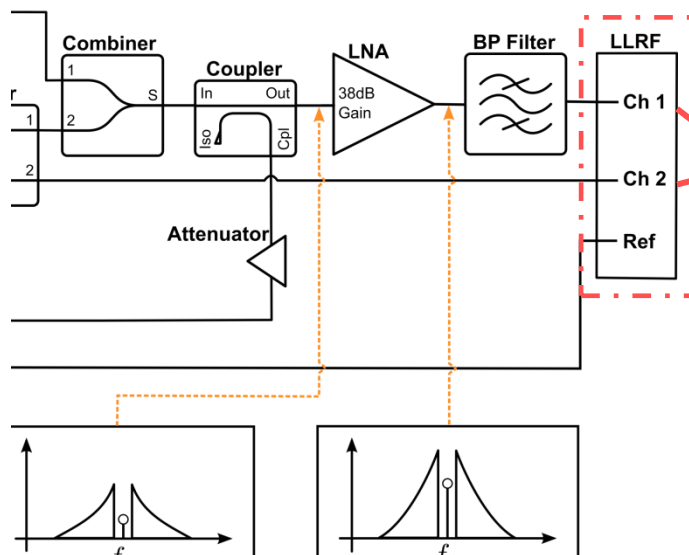 Combiner
1
S
2
Coupler
In
Out
Iso
Cpl
LNA
38dB
Gain
BP Filter
LLRF
Ch 1
Ch 2
Ref
1
2
Attenuator
f
f